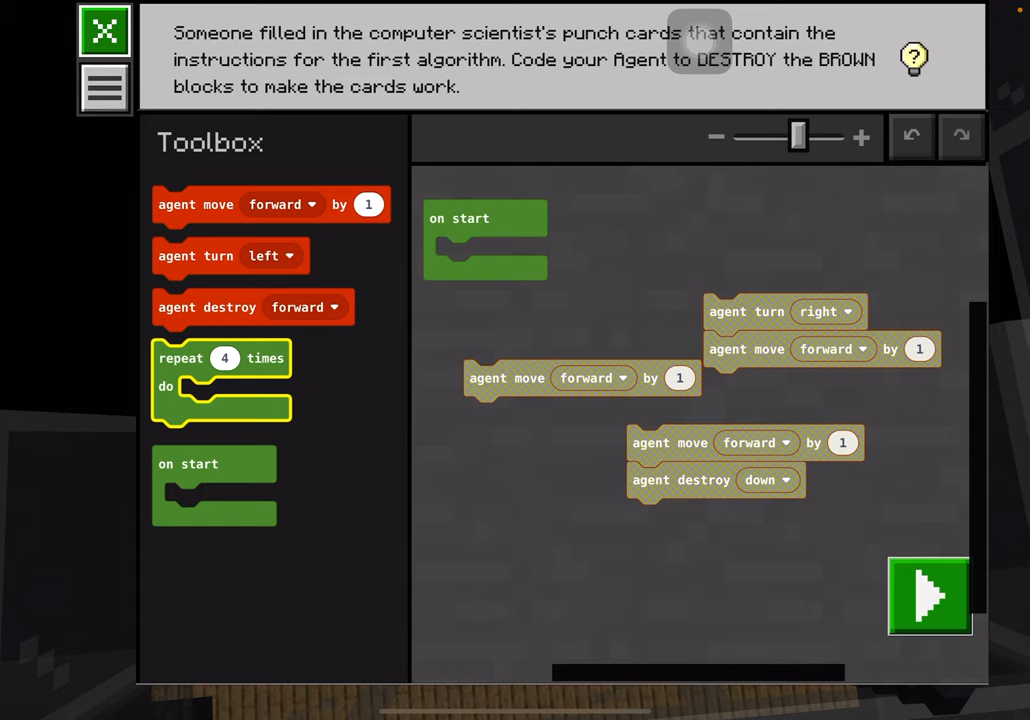 Someone filled in the computer scientist's punch cards that contain the
instructions for the first algorithm. Code your Agent to DESTROY the BROWN
blocks to make the cards work.
?
Toolbox
agent move forward by 1
agent turn left
agent destroy forward
repeat 4 times
do
on start
on start
agent turn right
agent move forward by 1
agent move forward by 1
agent move forward by 1
agent destroy down